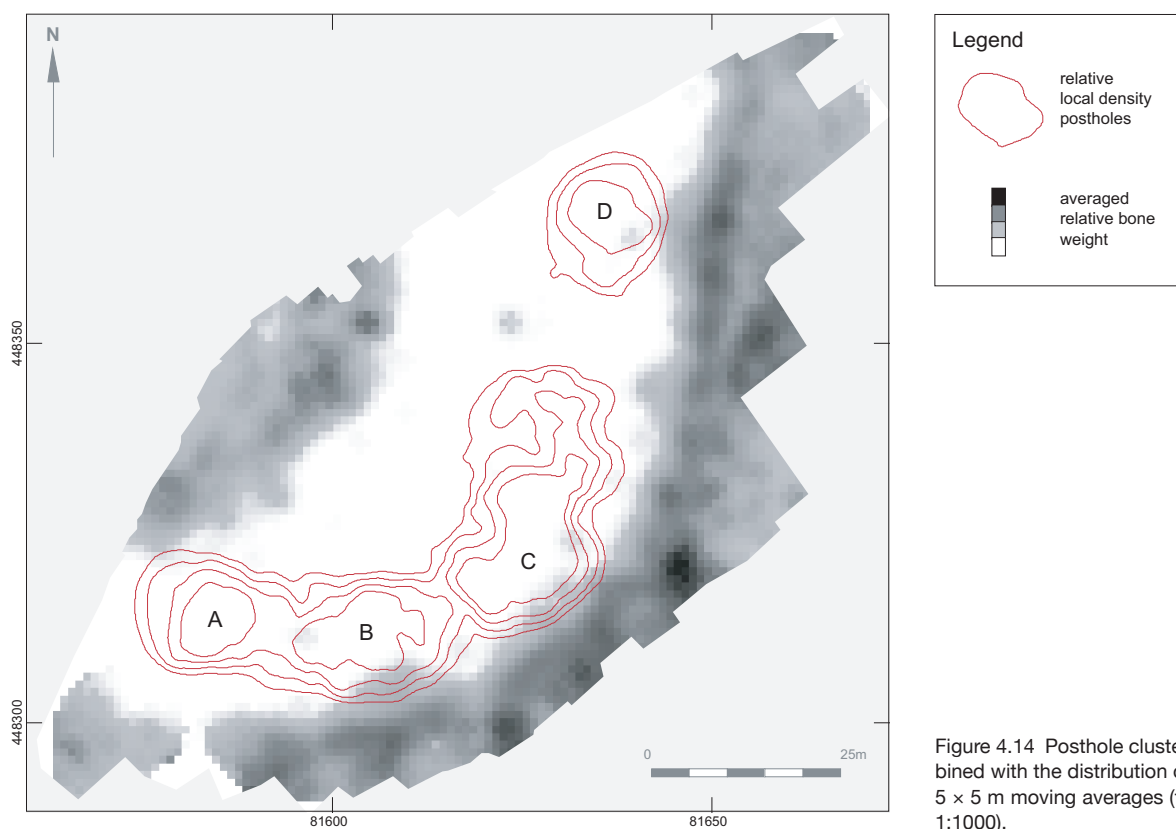 N
448350
448300
81600
81650
A
B
C
D
0 25m
Legend
relative
local density
postholes
averaged
relative bone
weight
Figure 4.14 Posthole
bined with the distribution
5 × 5 m moving averages
1:1000).